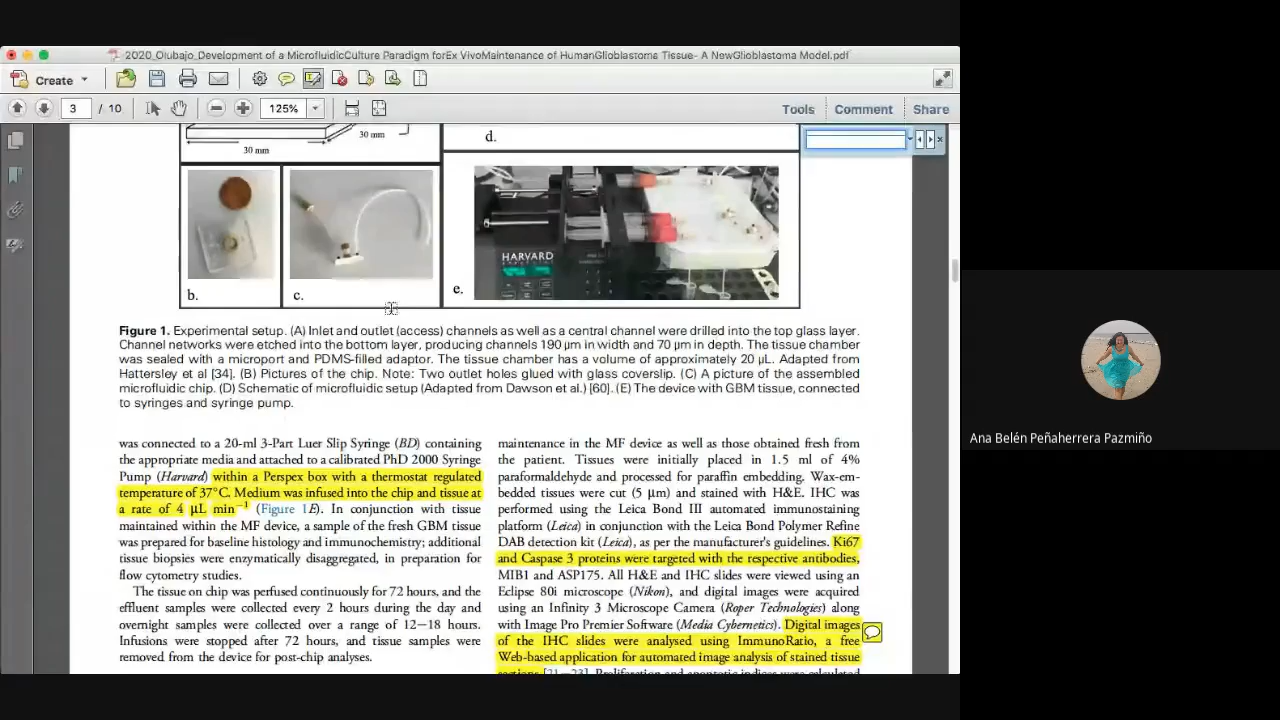 2020_Olubajo_Development of a MicrofluidicCulture Paradigm forEx VivoMaintenance of HumanGlioblastoma Tissue- A NewGlioblastoma Model.pdf
Create
3 / 10
125%
Tools
Comment
Share
30 mm
30 mm
d.
HARVARD
b.
c.
e.
Figure 1. Experimental setup. (A) Inlet and outlet (access) channels as well as a central channel were drilled into the top glass layer.
Channel networks were etched into the bottom layer, producing channels 190 μm in width and 70 μm in depth. The tissue chamber
was sealed with a microport and PDMS-filled adaptor. The tissue chamber has a volume of approximately 20 μL. Adapted from
Hattersley et al [34]. (B) Pictures of the chip. Note: Two outlet holes glued with glass coverslip. (C) A picture of the assembled
microfluidic chip. (D) Schematic of microfluidic setup (Adapted from Dawson et al.) [60]. (E) The device with GBM tissue, connected
to syringes and syringe pump.
was connected to a 20-ml 3-Part Luer Slip Syringe (BD) containing
the appropriate media and attached to a calibrated PhD 2000 Syringe
Pump (Harvard) within a Perspex box with a thermostat regulated
temperature of 37°C. Medium was infused into the chip and tissue at
a rate of 4 μL min−1 (Figure 1E). In conjunction with tissue
maintained within the MF device, a sample of the fresh GBM tissue
was prepared for baseline histology and immunochemistry; additional
tissue biopsies were enzymatically disaggregated, in preparation for
flow cytometry studies.
The tissue on chip was perfused continuously for 72 hours, and the
effluent samples were collected every 2 hours during the day and
overnight samples were collected over a range of 12–18 hours.
Infusions were stopped after 72 hours, and tissue samples were
removed from the device for post-chip analyses.
maintenance in the MF device as well as those obtained fresh from
the patient. Tissues were initially placed in 1.5 ml of 4%
paraformaldehyde and processed for paraffin embedding. Wax-em-
bedded tissues were cut (5 μm) and stained with H&E. IHC was
performed using the Leica Bond III automated immunostaining
platform (Leica) in conjunction with the Leica Bond Polymer Refine
DAB detection kit (Leica), as per the manufacturer's guidelines. Ki67
and Caspase 3 proteins were targeted with the respective antibodies,
MIB1 and ASP175. All H&E and IHC slides were viewed using an
Eclipse 80i microscope (Nikon), and digital images were acquired
using an Infinity 3 Microscope Camera (Roper Technologies) along
with Image Pro Premier Software (Media Cybernetics). Digital images
of the IHC slides were analysed using ImmunoRatio, a free
Web-based application for automated image analysis of stained tissue
sections [21–23]. Proliferation and apoptotic indices were calculated
Ana Belén Peñaherrera Pazmiño